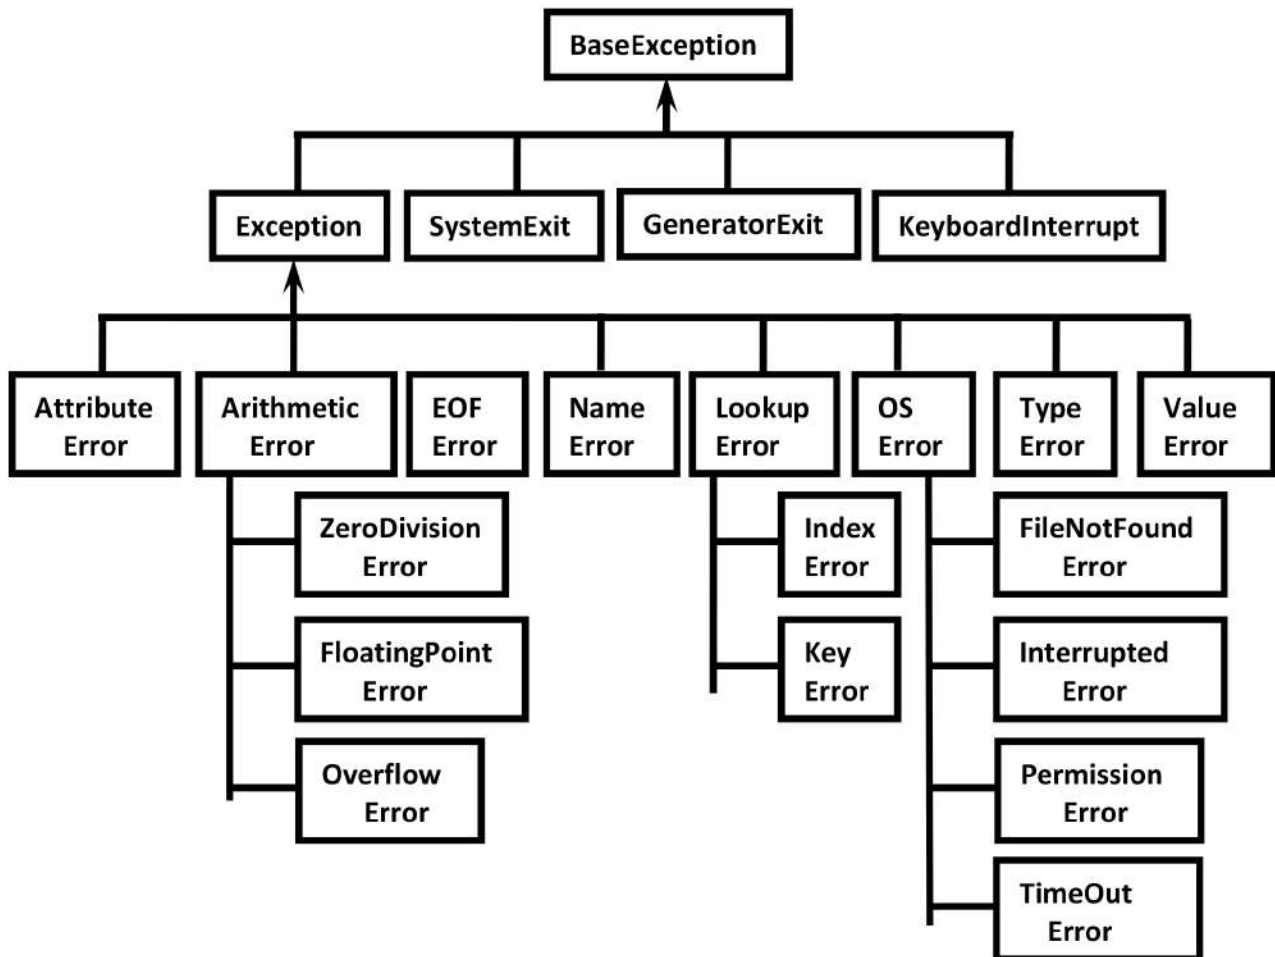 BaseException
Exception
SystemExit
GeneratorExit
KeyboardInterrupt
Attribute
Error
Arithmetic
Error
EOF
Error
Name
Error
Lookup
Error
OS
Error
Type
Error
Value
Error
ZeroDivision
Error
FloatingPoint
Error
Overflow
Error
Index
Error
Key
Error
FileNotFound
Error
Interrupted
Error
Permission
Error
TimeOut
Error